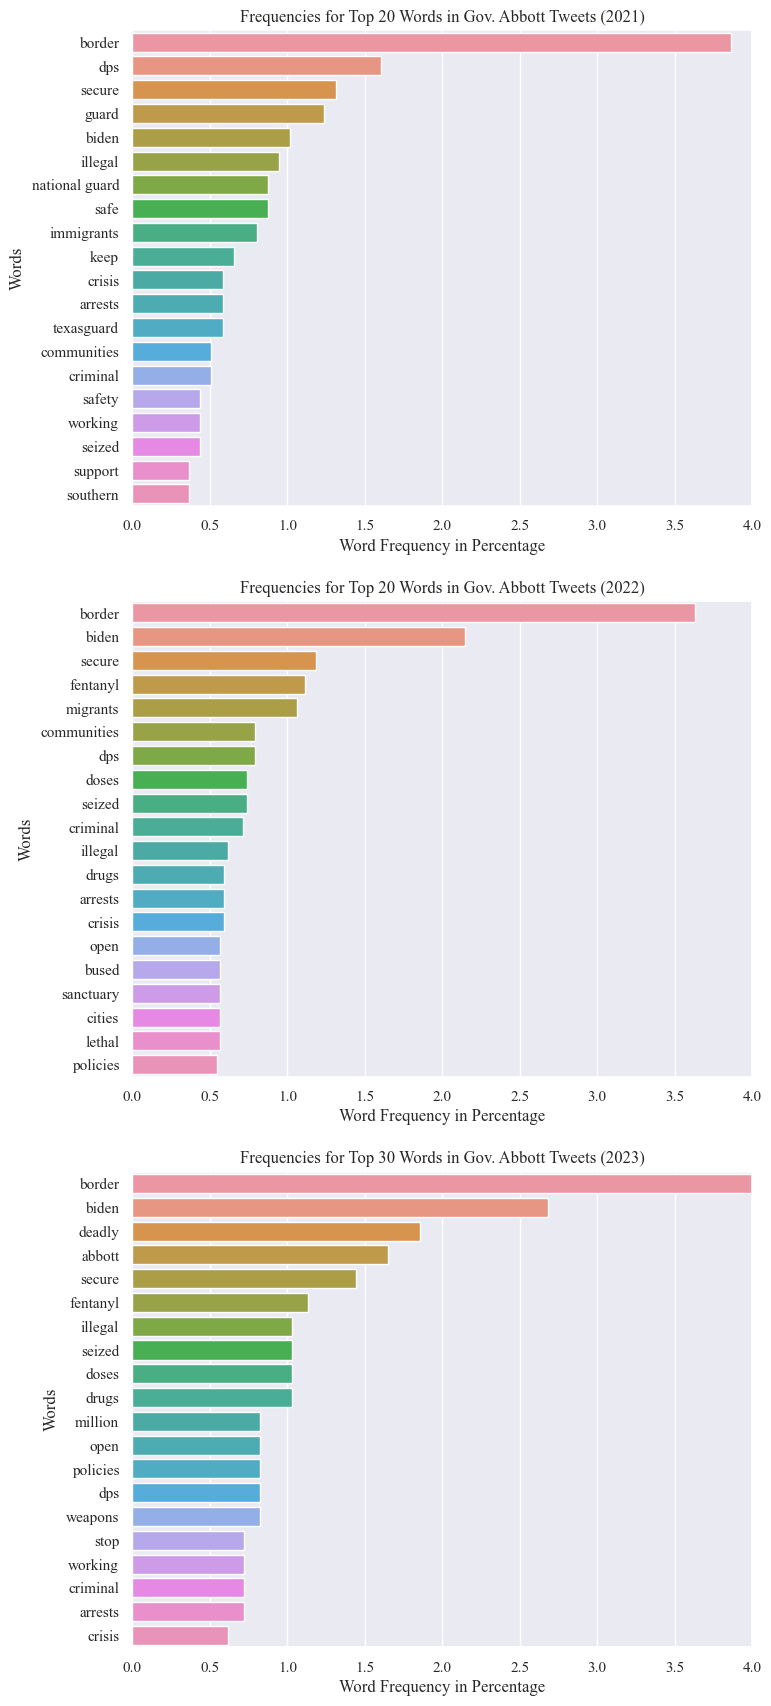 Frequencies for Top 20 Words in Gov. Abbott Tweets (2021)
border
dps
secure
guard
biden
illegal
national guard
safe
immigrants
keep
crisis
arrests
texasguard
communities
criminal
safety
working
seized
support
southern
Words
0.0 0.5 1.0 1.5 2.0 2.5 3.0 3.5 4.0
Word Frequency in Percentage
Frequencies for Top 20 Words in Gov. Abbott Tweets (2022)
border
biden
secure
fentanyl
migrants
communities
dps
doses
seized
criminal
illegal
drugs
arrests
crisis
open
bused
sanctuary
cities
lethal
policies
Words
0.0 0.5 1.0 1.5 2.0 2.5 3.0 3.5 4.0
Word Frequency in Percentage
Frequencies for Top 30 Words in Gov. Abbott Tweets (2023)
border
biden
deadly
abbott
secure
fentanyl
illegal
seized
doses
drugs
million
open
policies
dps
weapons
stop
working
criminal
arrests
crisis
Words
0.0 0.5 1.0 1.5 2.0 2.5 3.0 3.5 4.0
Word Frequency in Percentage